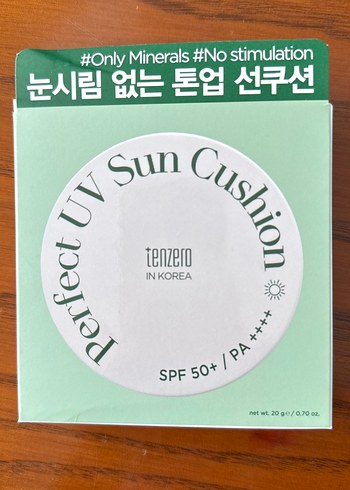 #Only Minerals #No stimulation
눈시림 없는 톤업 선쿠션
Perfect UV Sun Cushion
tenzero
IN KOREA
SPF 50+ / PA ++++
net wt. 20 g℮ / 0.70 oz.